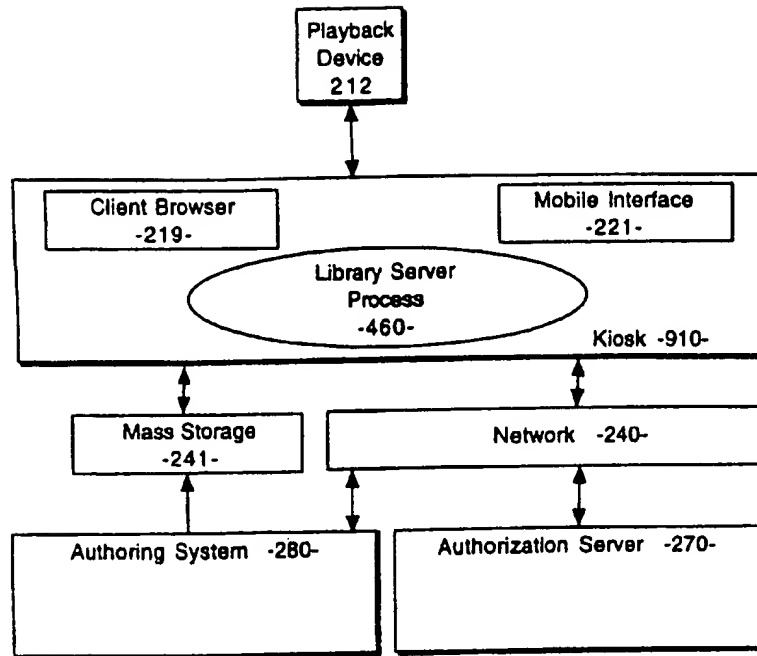 Playback
Device
212
Client Browser
-219-
Mobile Interface
-221-
Library Server
Process
-460-
Kiosk -910-
Mass Storage
-241-
Network -240-
Authoring System -280-
Authorization Server -270-